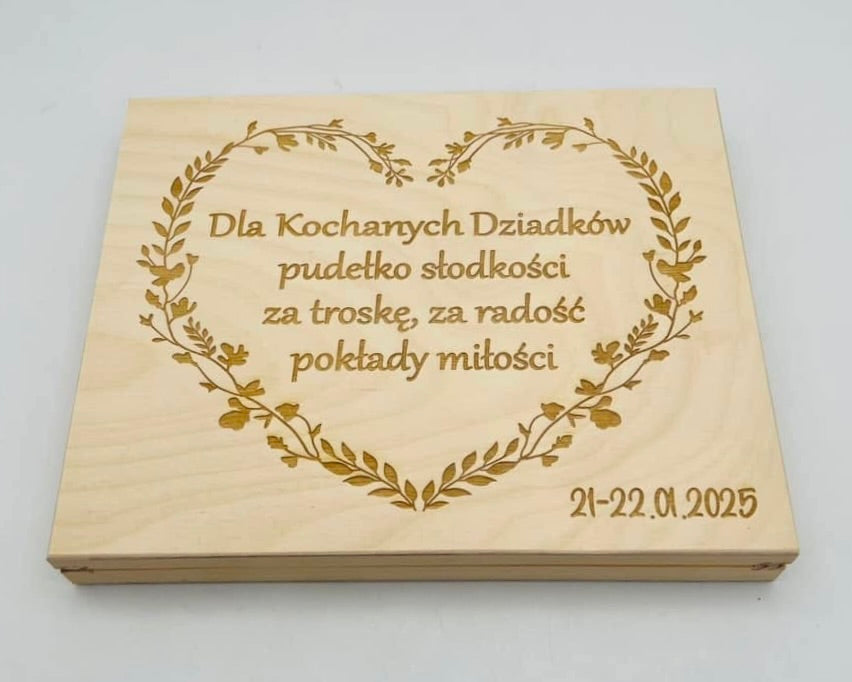 Dla Kochanych Dziadków
pudełko słodkości
za troskę, za radość
pokłady miłości
21-22.01.2025